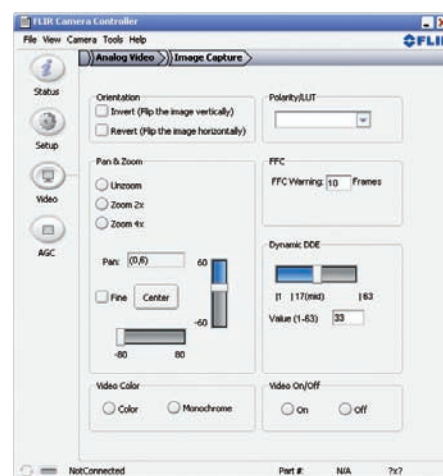 FLIR Camera Controller
File View Camera Tools Help
FLIR
Analog Video Image Capture
Status
Setup
Video
AGC
Orientation
Invert (Flip the image vertically)
Revert (Flip the image horizontally)
Polarity/LUT
Pan & Zoom
Unzoom
Zoom 2x
Zoom 4x
Pan: (0,6)
60
Fine Center
-60
-80 80
FFC
FFC Warning: 10 Frames
Dynamic DDE
|1 |17(mid) |63
Value (1-63) 33
Video Color
Color Monochrome
Video On/Off
On Off
NotConnected Part #: N/A ?x?